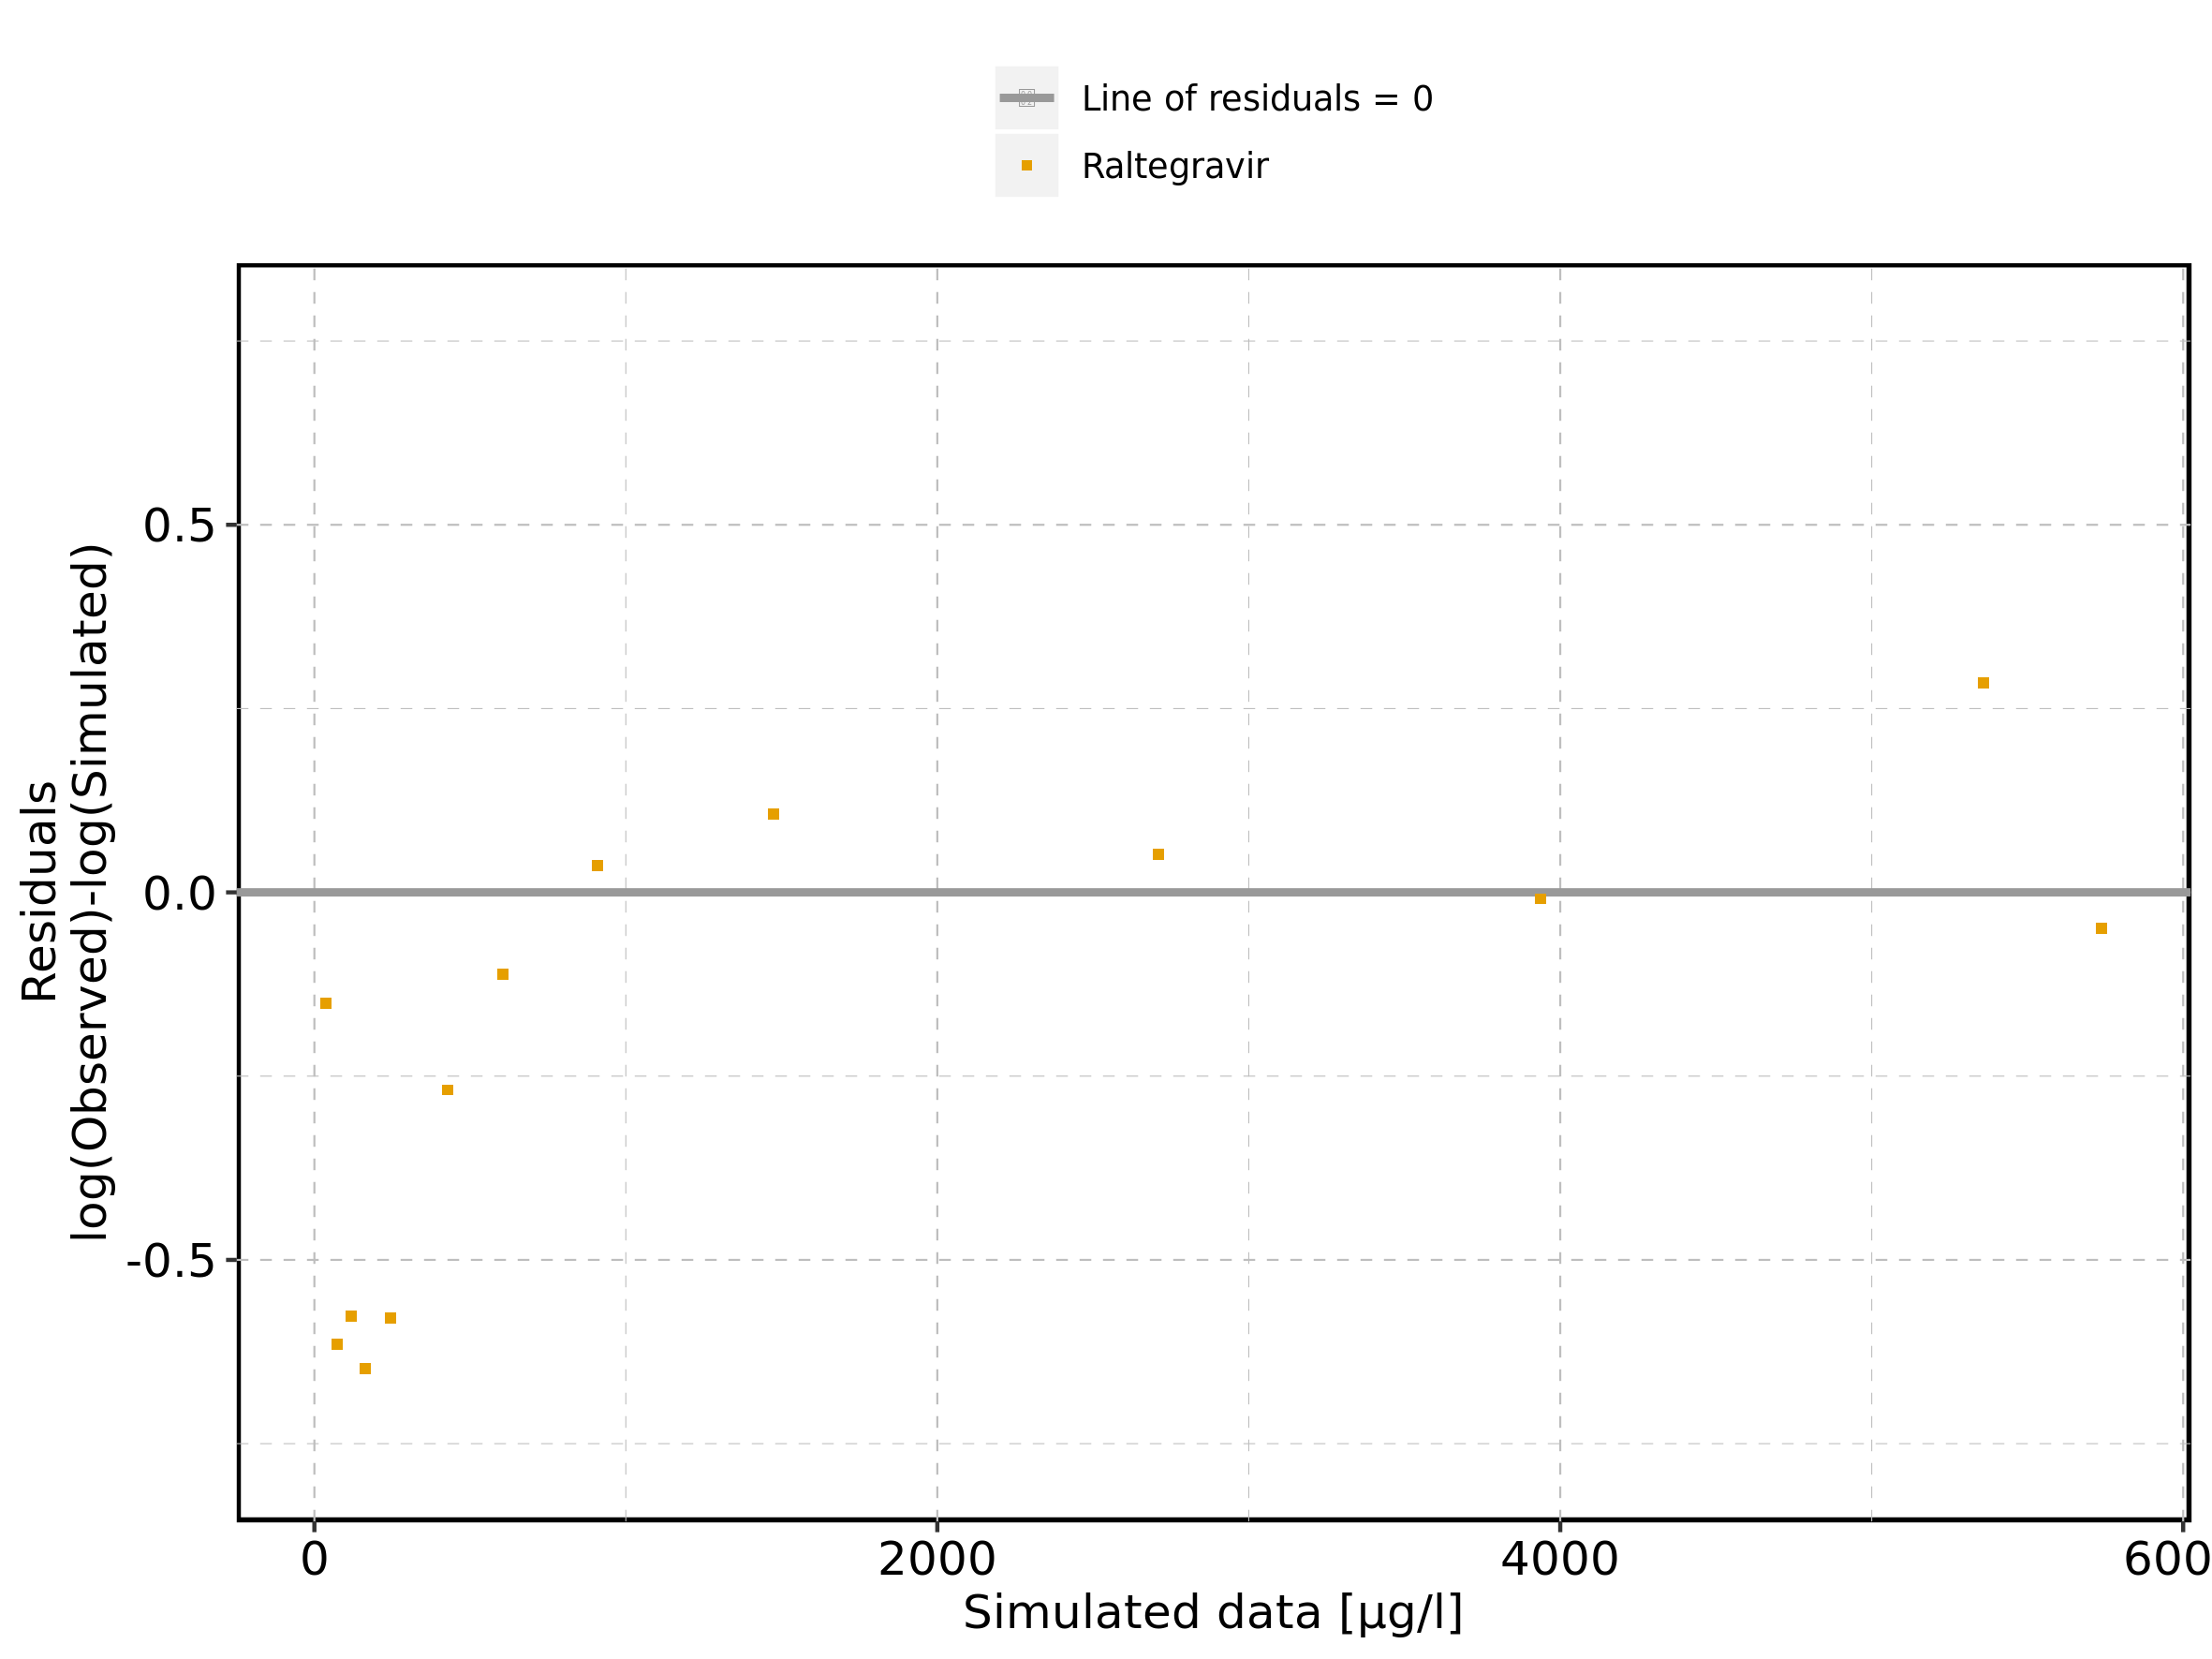 Line of residuals = 0
Raltegravir
Residuals
log(Observed)-log(Simulated)
0.5
0.0
-0.5
0
2000
4000
600
Simulated data [µg/l]